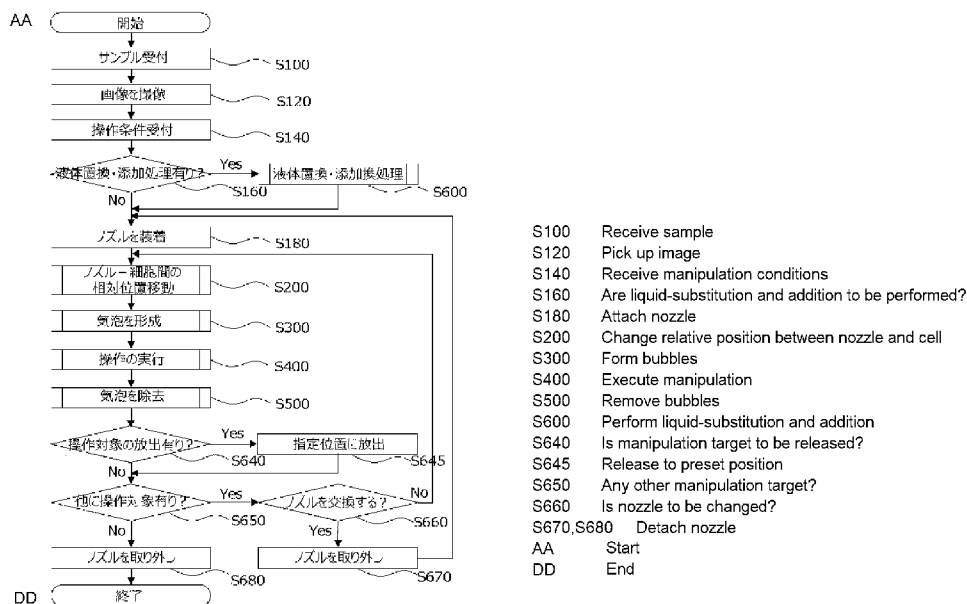 AA
開始
サンプル受付
S100
画像を撮像
S120
操作条件受付
S140
液体置換・添加処理有り?
Yes
S160
No
液体置換・添加換処理
S600
ノズルを装着
S180
ノズルー細胞間の
相対位置移動
S200
気泡を形成
S300
操作の実行
S400
気泡を除去
S500
操作対象の放出有り?
Yes
S640
No
指定位置に放出
S645
他に操作対象有り?
Yes
S650
No
ノズルを交換する?
No
S660
Yes
ノズルを取り外し
S680
ノズルを取り外し
S670
DD
終了
S100 Receive sample
S120 Pick up image
S140 Receive manipulation conditions
S160 Are liquid-substitution and addition to be performed?
S180 Attach nozzle
S200 Change relative position between nozzle and cell
S300 Form bubbles
S400 Execute manipulation
S500 Remove bubbles
S600 Perform liquid-substitution and addition
S640 Is manipulation target to be released?
S645 Release to preset position
S650 Any other manipulation target?
S660 Is nozzle to be changed?
S670,S680 Detach nozzle
AA Start
DD End